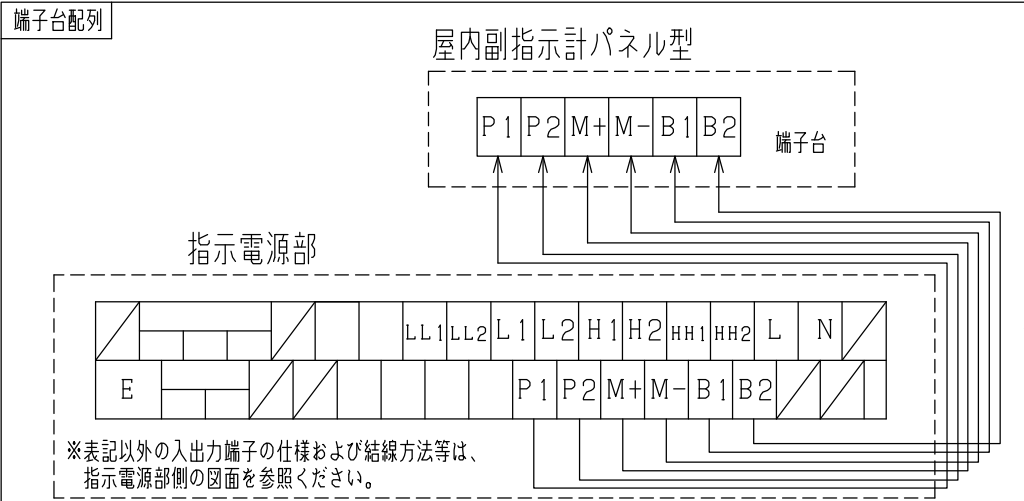 端子台配列
屋内副指示計パネル型
P1 P2 M+ M- B1 B2
端子台
指示電源部
LL1 LL2 L1 L2 H1 H2 HH1 HH2 L N
E P1 P2 M+ M- B1 B2
※表記以外の入出力端子の仕様および結線方法等は、
指示電源部側の図面を参照ください。